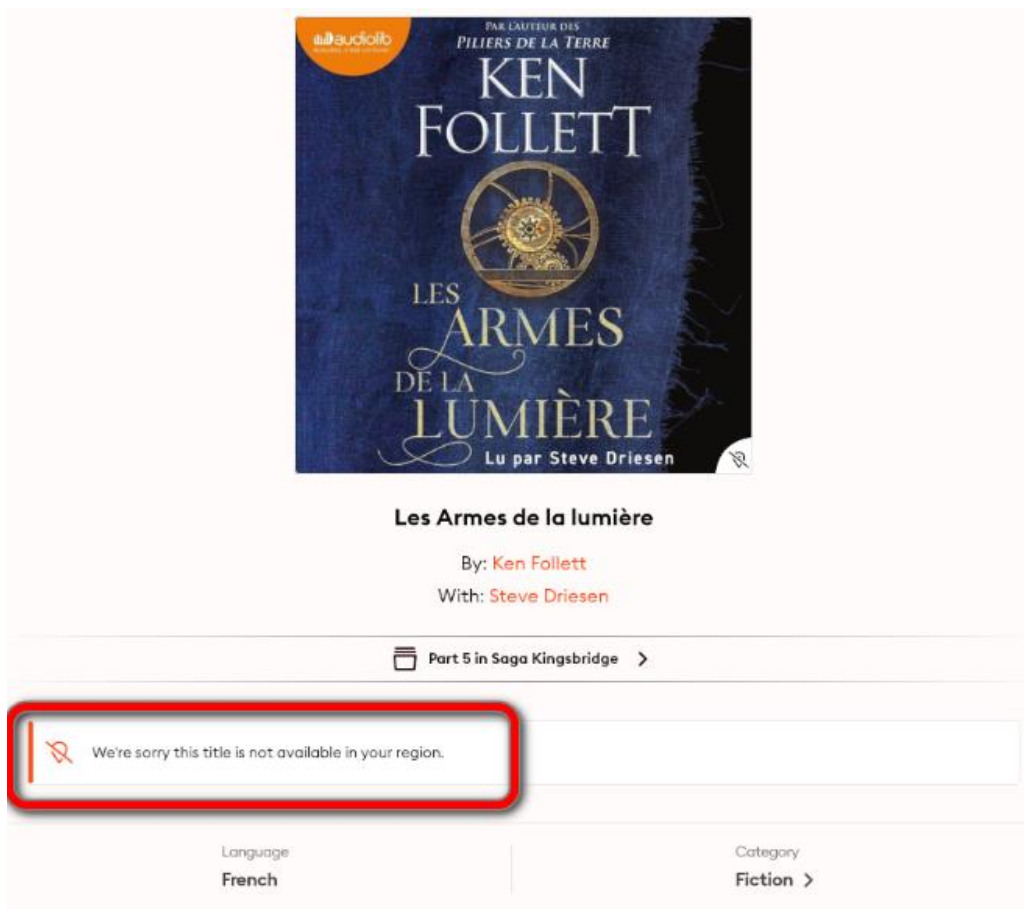 audiolib
PAR L'AUTEUR DES
PILIERS DE LA TERRE
KEN
FOLLETT
LES
ARMES
DE LA
LUMIÈRE
Lu par Steve Driesen
Les Armes de la lumière
By: Ken Follett
With: Steve Driesen
Part 5 in Saga Kingsbridge
We're sorry this title is not available in your region.
Language
French
Category
Fiction